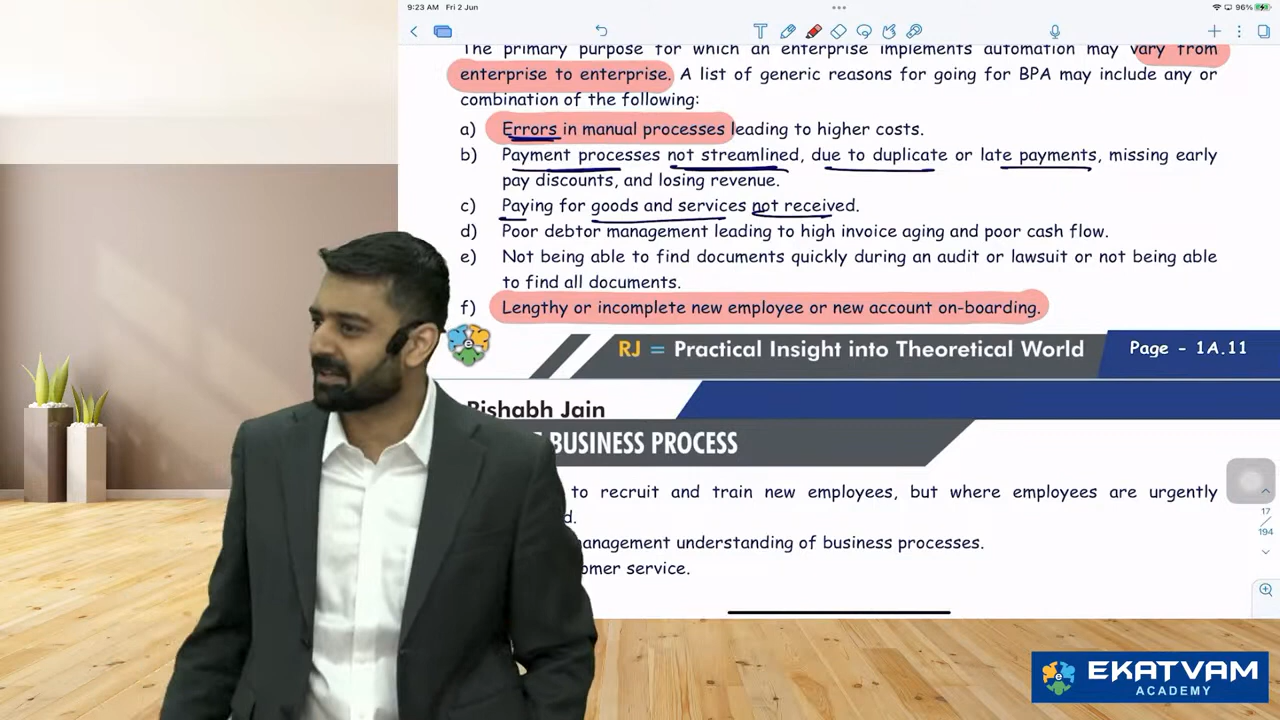 9:23 AM Fri 2 Jun
96%
The primary purpose for which an enterprise implements automation may vary from
enterprise to enterprise. A list of generic reasons for going for BPA may include any or
combination of the following:
a) Errors in manual processes leading to higher costs.
b) Payment processes not streamlined, due to duplicate or late payments, missing early
pay discounts, and losing revenue.
c) Paying for goods and services not received.
d) Poor debtor management leading to high invoice aging and poor cash flow.
e) Not being able to find documents quickly during an audit or lawsuit or not being able
to find all documents.
f) Lengthy or incomplete new employee or new account on-boarding.
RJ = Practical Insight into Theoretical World
Page - 1A.11
Rishabh Jain
BUSINESS PROCESS
to recruit and train new employees, but where employees are urgently
management understanding of business processes.
service.
17
194
EKATVAM
ACADEMY